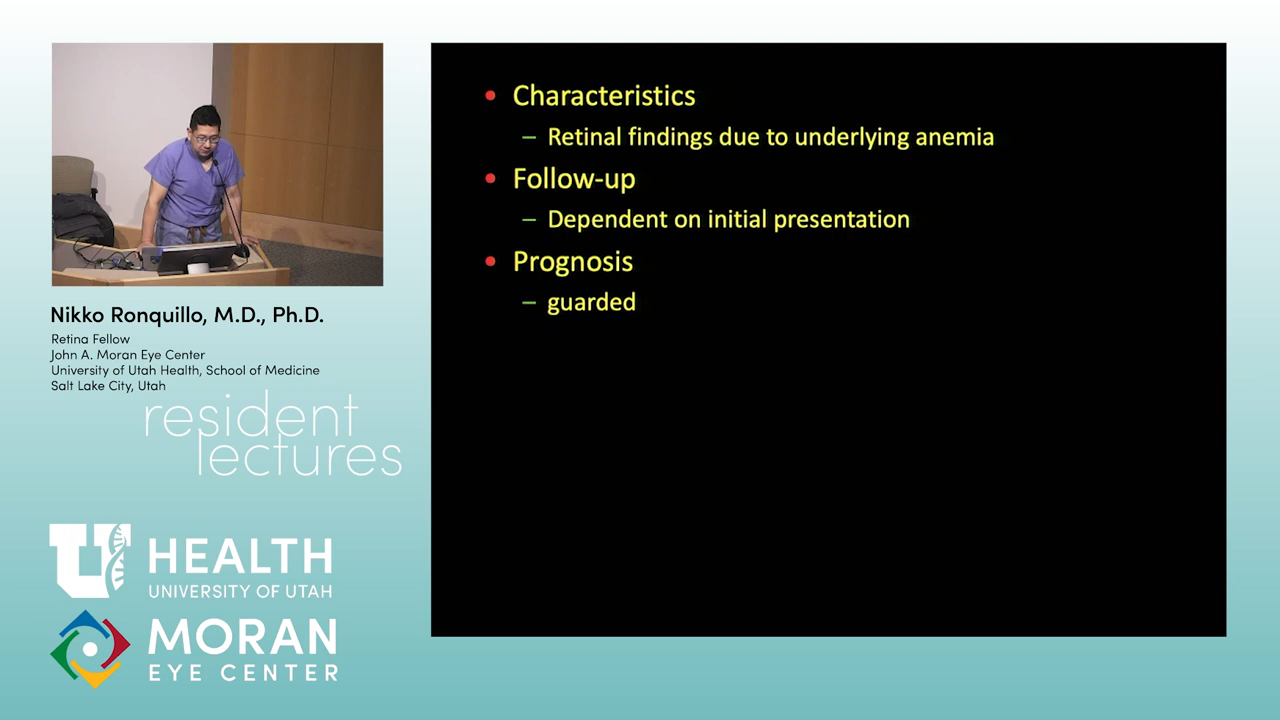 Nikko Ronquillo, M.D., Ph.D.
Retina Fellow
John A. Moran Eye Center
University of Utah Health, School of Medicine
Salt Lake City, Utah
resident
lectures
U HEALTH
UNIVERSITY OF UTAH
MORAN
EYE CENTER
• Characteristics
– Retinal findings due to underlying anemia
• Follow-up
– Dependent on initial presentation
• Prognosis
– guarded